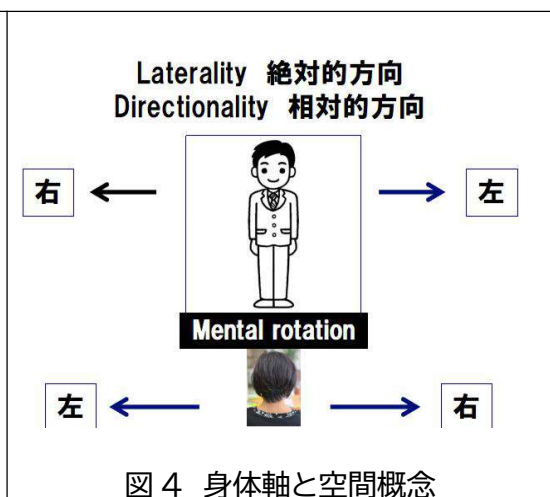 Laterality 絶対的方向
Directionality 相対的方向
右 左
Mental rotation
左 右
図4 身体軸と空間概念